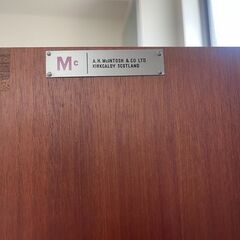 Mc
A.H. McINTOSH & CO LTD
KIRKCALDY SCOTLAND